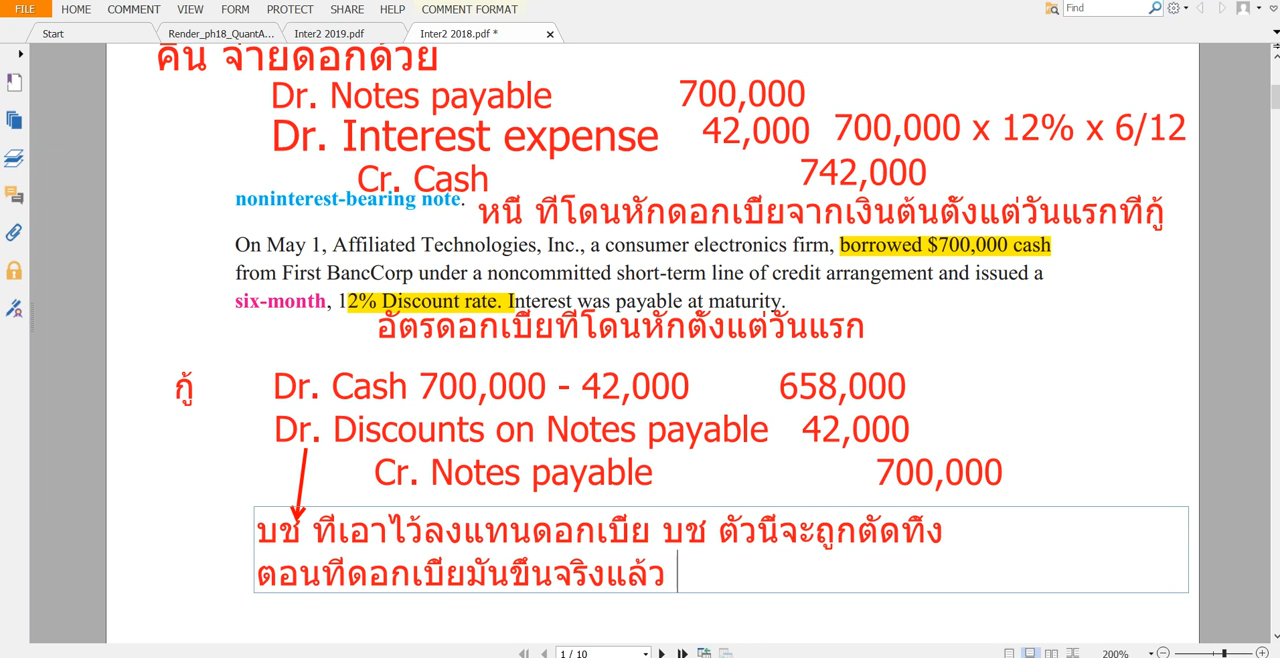 FILE HOME COMMENT VIEW FORM PROTECT SHARE HELP COMMENT FORMAT Find
Start Render_ph18_QuantA... Inter2 2019.pdf Inter2 2018.pdf *
คืน จ่ายดอกด้วย
Dr. Notes payable 700,000
Dr. Interest expense 42,000 700,000 x 12% x 6/12
Cr. Cash 742,000
noninterest-bearing note.
หนี้ ที่โดนหักดอกเบี้ยจากเงินต้นตั้งแต่วันแรกที่กู้
On May 1, Affiliated Technologies, Inc., a consumer electronics firm, borrowed $700,000 cash
from First BancCorp under a noncommitted short-term line of credit arrangement and issued a
six-month, 12% Discount rate. Interest was payable at maturity.
อัตรดอกเบี้ยที่โดนหักตั้งแต่วันแรก
กู้ Dr. Cash 700,000 - 42,000 658,000
Dr. Discounts on Notes payable 42,000
Cr. Notes payable 700,000
บช ที่เอาไว้ลงแทนดอกเบี้ย บช ตัวนี้จะถูกตัดทิ้ง
ตอนที่ดอกเบี้ยมันขึ้นจริงแล้ว
1 / 10 200%